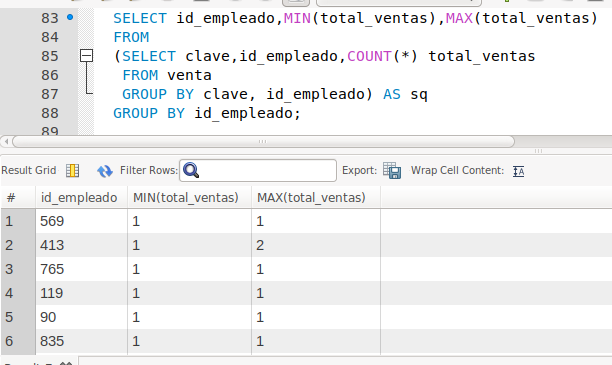 83 SELECT id_empleado,MIN(total_ventas),MAX(total_ventas)
84 FROM
85 (SELECT clave,id_empleado,COUNT(*) total_ventas
86 FROM venta
87 GROUP BY clave, id_empleado) AS sq
88 GROUP BY id_empleado;
89
Result Grid Filter Rows: Export: Wrap Cell Content: IA
# id_empleado MIN(total_ventas) MAX(total_ventas)
1 569 1 1
2 413 1 2
3 765 1 1
4 119 1 1
5 90 1 1
6 835 1 1